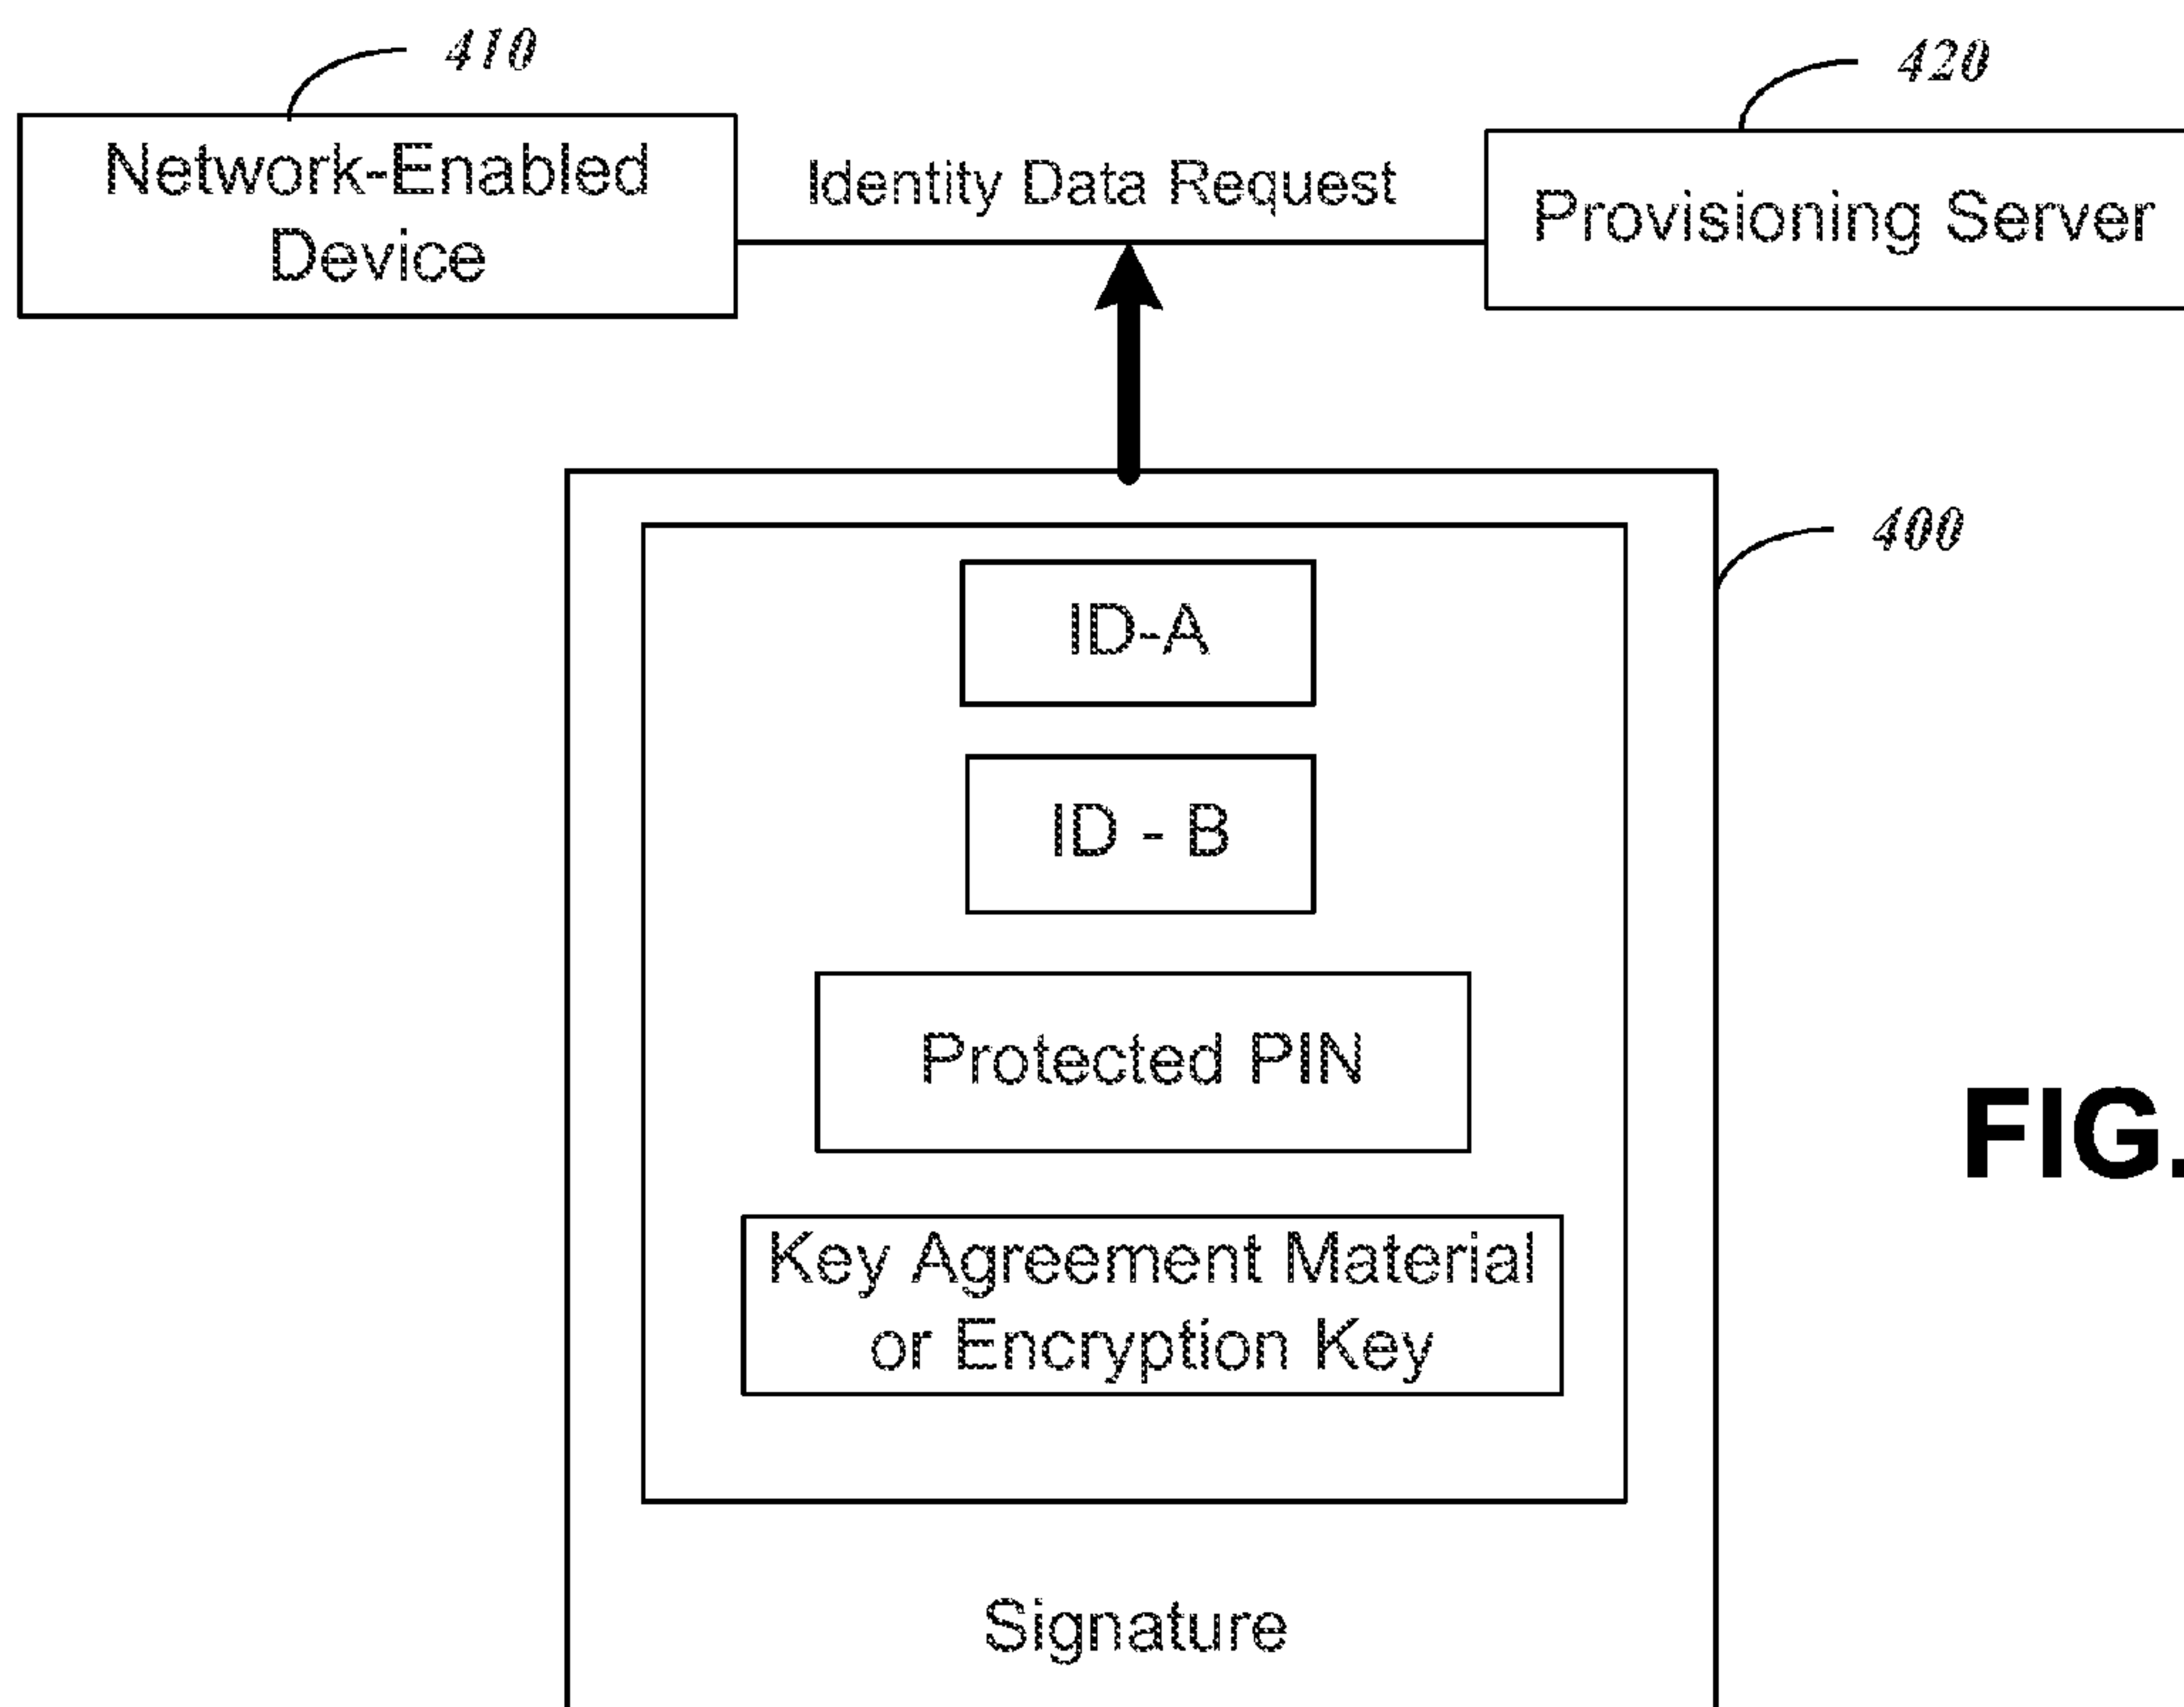 410
420
Network-Enabled
Device
Identity Data Request
Provisioning Server
400
ID-A
ID - B
Protected PIN
FIG.
Key Agreement Material
or Encryption Key
Signature